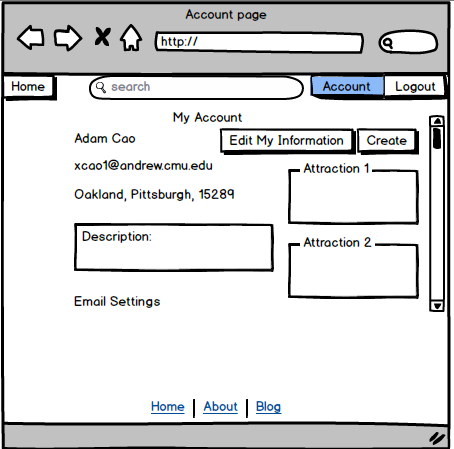 Account page
http://
Home
search
Account
Logout
My Account
Adam Cao
Edit My Information
Create
xcao1@andrew.cmu.edu
Attraction 1
Oakland, Pittsburgh, 15289
Description:
Attraction 2
Email Settings
Home
About
Blog